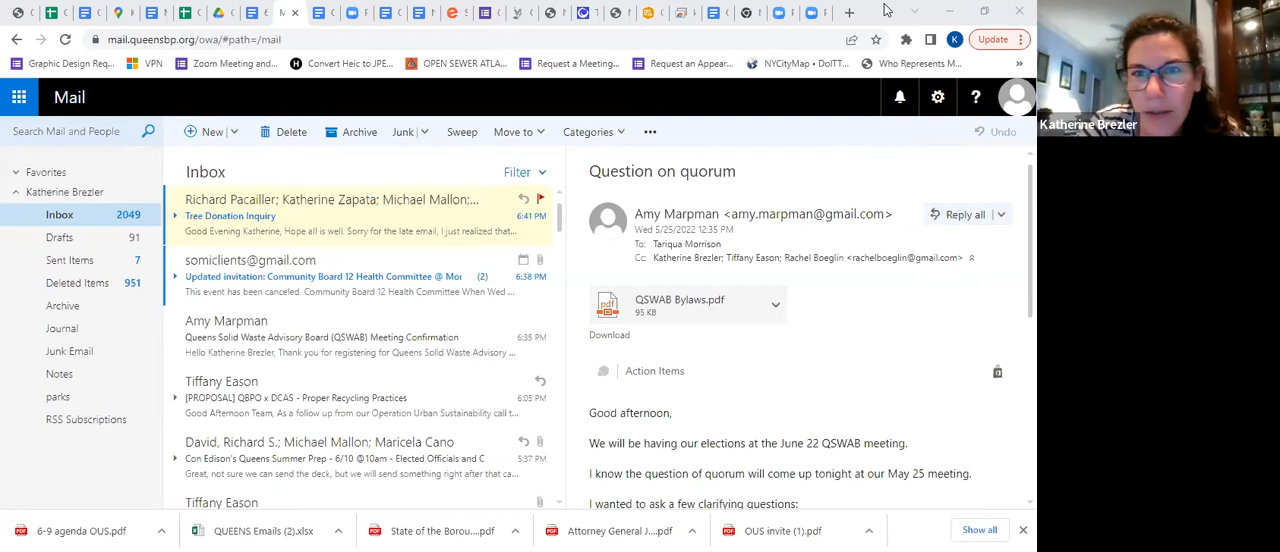 mail.queensbp.org/owa/#path=/mail
K
Update
Graphic Design Req...
VPN
Zoom Meeting and...
Convert Heic to JPE...
OPEN SEWER ATLA...
Request a Meeting...
Request an Appear...
NYCityMap • DoITT...
Who Represents M...
»
Mail
Search Mail and People
New
Delete
Archive
Junk
Sweep
Move to
Categories
Undo
Favorites
Katherine Brezler
Inbox 2049
Drafts 91
Sent Items 7
Deleted Items 951
Archive
Journal
Junk Email
Notes
parks
RSS Subscriptions
Inbox
Filter
Richard Pacailler; Katherine Zapata; Michael Mallon;...
Tree Donation Inquiry 6:41 PM
Good Evening Katherine, Hope all is well. Sorry for the late email, I just realized that...
somiclients@gmail.com
Updated invitation: Community Board 12 Health Committee @ Mor (2) 6:38 PM
This event has been canceled. Community Board 12 Health Committee When Wed ...
Amy Marpman
Queens Solid Waste Advisory Board (QSWAB) Meeting Confirmation 6:35 PM
Hello Katherine Brezler, Thank you for registering for Queens Solid Waste Advisory ...
Tiffany Eason
[PROPOSAL] QBPO x DCAS - Proper Recycling Practices 6:05 PM
Good Afternoon Team, As a follow up from our Operation Urban Sustainability call t...
David, Richard S.; Michael Mallon; Maricela Cano
Con Edison's Queens Summer Prep - 6/10 @10am - Elected Officials and C 5:37 PM
Great, not sure we can send the deck, but we will send something right after that ca...
Tiffany Eason
Question on quorum
Amy Marpman <amy.marpman@gmail.com>
Reply all
Wed 5/25/2022 12:35 PM
To: Tariqua Morrison
Cc: Katherine Brezler; Tiffany Eason; Rachel Boeglin <rachelboeglin@gmail.com>
pdf
QSWAB Bylaws.pdf
95 KB
Download
Action Items
Good afternoon,
We will be having our elections at the June 22 QSWAB meeting.
I know the question of quorum will come up tonight at our May 25 meeting.
I wanted to ask a few clarifying questions:
6-9 agenda OUS.pdf
QUEENS Emails (2).xlsx
State of the Borou....pdf
Attorney General J....pdf
OUS invite (1).pdf
Show all
Katherine Brezler